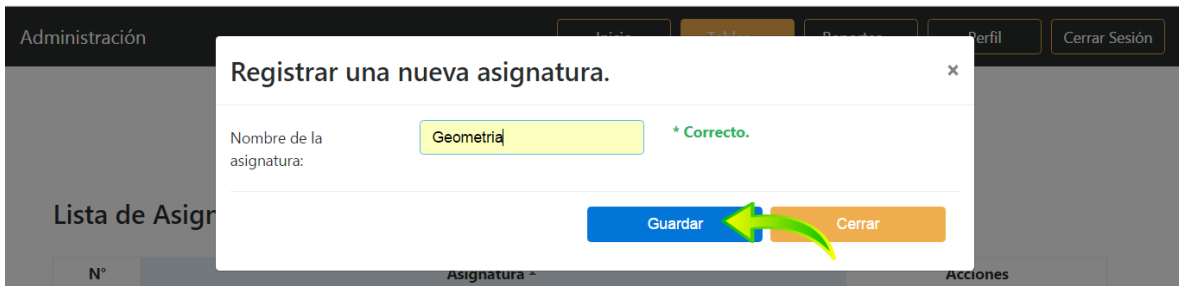 Administración
Perfil
Cerrar Sesión
Registrar una nueva asignatura.
×
Nombre de la
asignatura:
Geometria
* Correcto.
Lista de Asign
Guardar
Cerrar
N°
Asignatura
Acciones